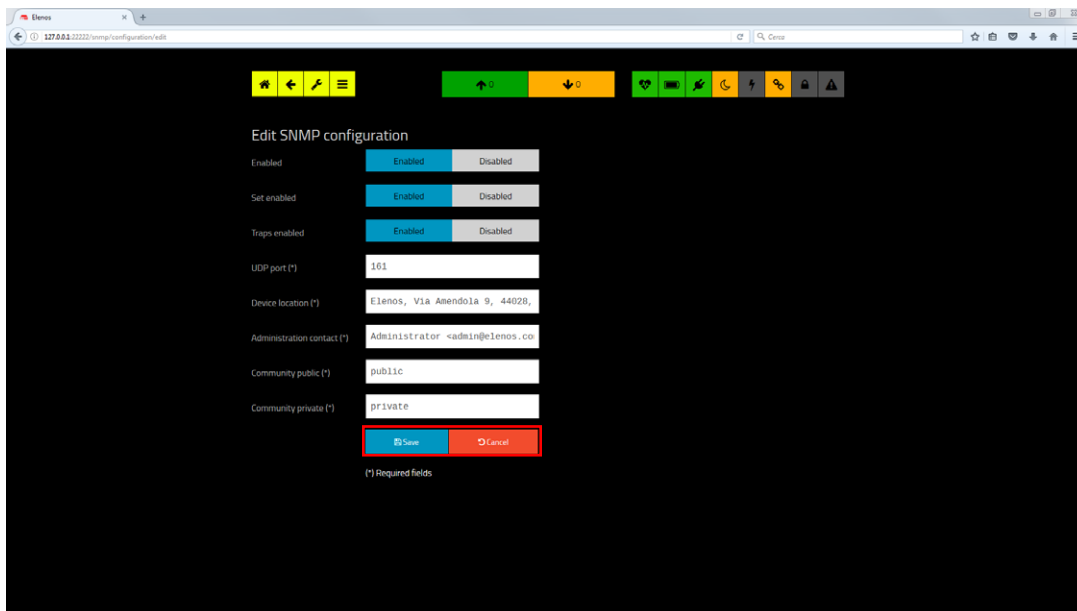 Elenos
127.0.0.1:22222/snmp/configuration/edit
Cerca
0
0
Edit SNMP configuration
Enabled Enabled Disabled
Set enabled Enabled Disabled
Traps enabled Enabled Disabled
UDP port (*) 161
Device location (*) Elenos, Via Amendola 9, 44028,
Administration contact (*) Administrator <admin@elenos.co
Community public (*) public
Community private (*) private
Save Cancel
(*) Required fields